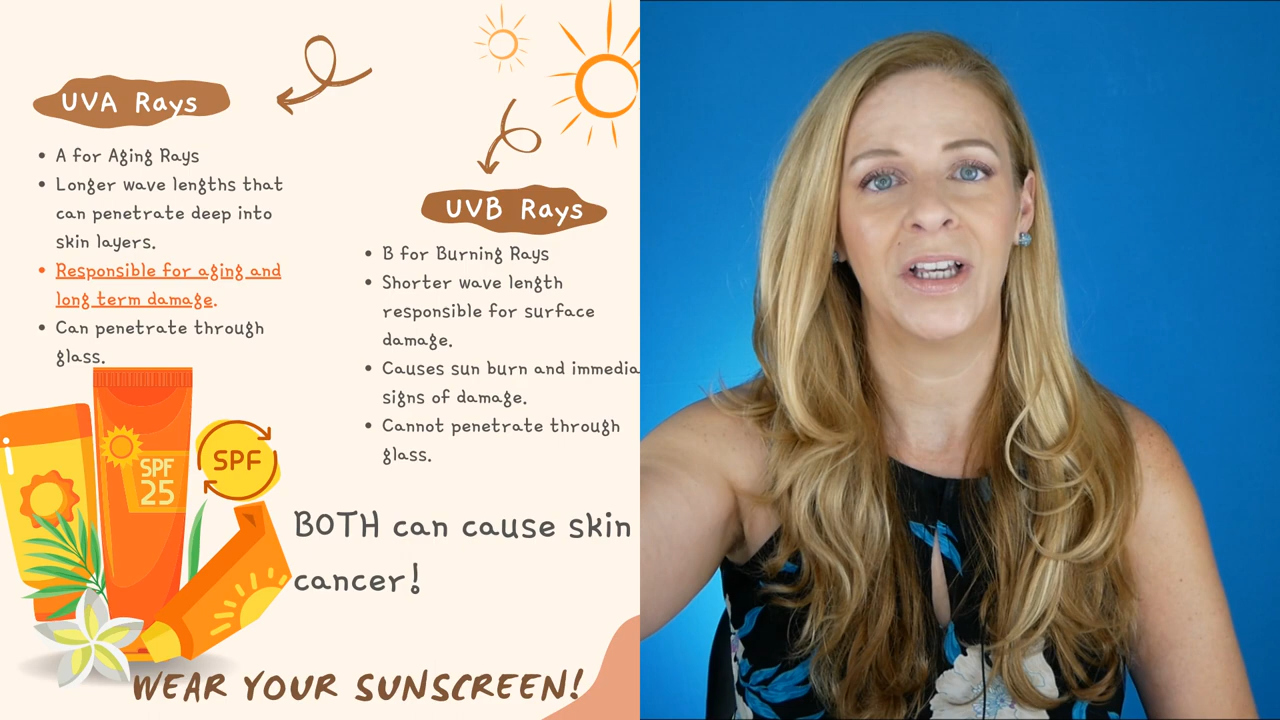 UVA Rays
A for Aging Rays
Longer wave lengths that
can penetrate deep into
skin layers.
Responsible for aging and
long term damage.
Can penetrate through
glass.
UVB Rays
B for Burning Rays
Shorter wave length
responsible for surface
damage.
Causes sun burn and immedia
signs of damage.
Cannot penetrate through
glass.
SPF
25
SPF
BOTH can cause skin
cancer!
WEAR YOUR SUNSCREEN!